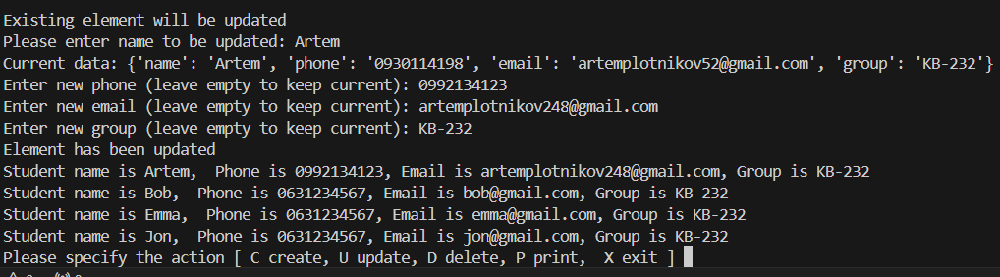 Existing element will be updated
Please enter name to be updated: Artem
Current data: {'name': 'Artem', 'phone': '0930114198', 'email': 'artemplotnikov52@gmail.com', 'group': 'KB-232'}
Enter new phone (leave empty to keep current): 0992134123
Enter new email (leave empty to keep current): artemplotnikov248@gmail.com
Enter new group (leave empty to keep current): KB-232
Element has been updated
Student name is Artem,  Phone is 0992134123, Email is artemplotnikov248@gmail.com, Group is KB-232
Student name is Bob,  Phone is 0631234567, Email is bob@gmail.com, Group is KB-232
Student name is Emma,  Phone is 0631234567, Email is emma@gmail.com, Group is KB-232
Student name is Jon,  Phone is 0631234567, Email is jon@gmail.com, Group is KB-232
Please specify the action [ C create, U update, D delete, P print,  X exit ]